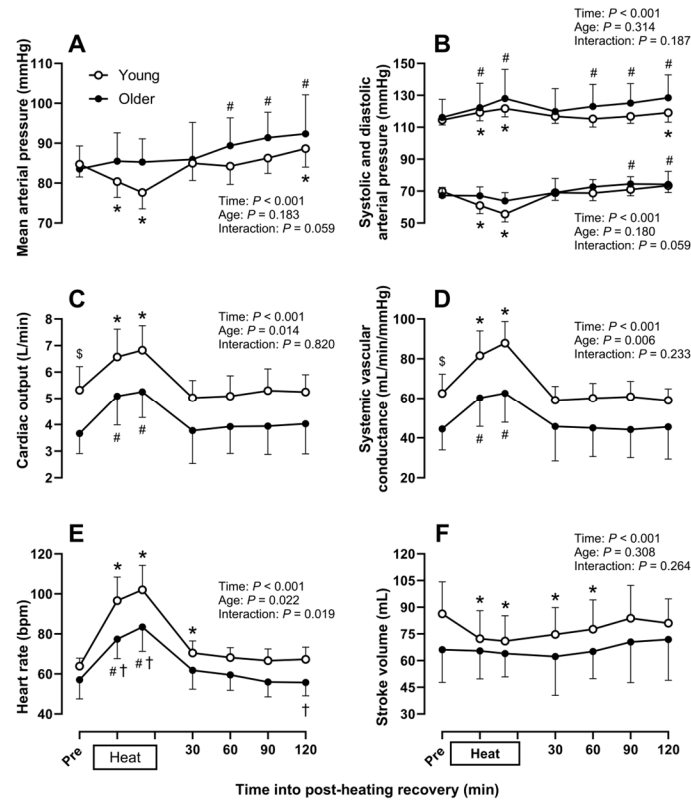 A
Mean arterial pressure (mmHg)
110
100
90
80
70
Young
Older
#
#
#
*
*
*
Time: P < 0.001
Age: P = 0.183
Interaction: P = 0.059
B
Time: P < 0.001
Age: P = 0.314
Interaction: P = 0.187
Systolic and diastolic
arterial pressure (mmHg)
150
130
110
90
70
50
#
#
#
#
#
*
*
*
#
#
*
*
Time: P < 0.001
Age: P = 0.180
Interaction: P = 0.059
C
Cardiac output (L/min)
8
7
6
5
4
3
2
$
*
*
#
#
Time: P < 0.001
Age: P = 0.014
Interaction: P = 0.820
D
Systemic vascular
conductance (mL/min/mmHg)
100
80
60
40
20
$
*
*
#
#
Time: P < 0.001
Age: P = 0.006
Interaction: P = 0.233
E
Heart rate (bpm)
120
100
80
60
40
*
*
*
# †
# †
†
Time: P < 0.001
Age: P = 0.022
Interaction: P = 0.019
Pre
Heat
30
60
90
120
F
Stroke volume (mL)
120
105
90
75
60
45
30
*
*
*
*
Time: P < 0.001
Age: P = 0.308
Interaction: P = 0.264
Pre
Heat
30
60
90
120
Time into post-heating recovery (min)